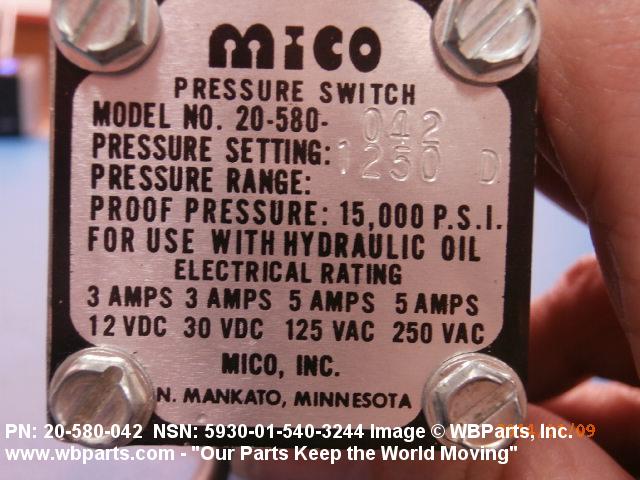 MICO
PRESSURE SWITCH
MODEL NO. 20-580- 042
PRESSURE SETTING: 1250 D
PRESSURE RANGE:
PROOF PRESSURE: 15,000 P.S.I.
FOR USE WITH HYDRAULIC OIL
ELECTRICAL RATING
3 AMPS 3 AMPS 5 AMPS 5 AMPS
12 VDC 30 VDC 125 VAC 250 VAC
MICO, INC.
N. MANKATO, MINNESOTA
PN: 20-580-042 NSN: 5930-01-540-3244 Image © WBParts, Inc.
www.wbparts.com - "Our Parts Keep the World Moving"